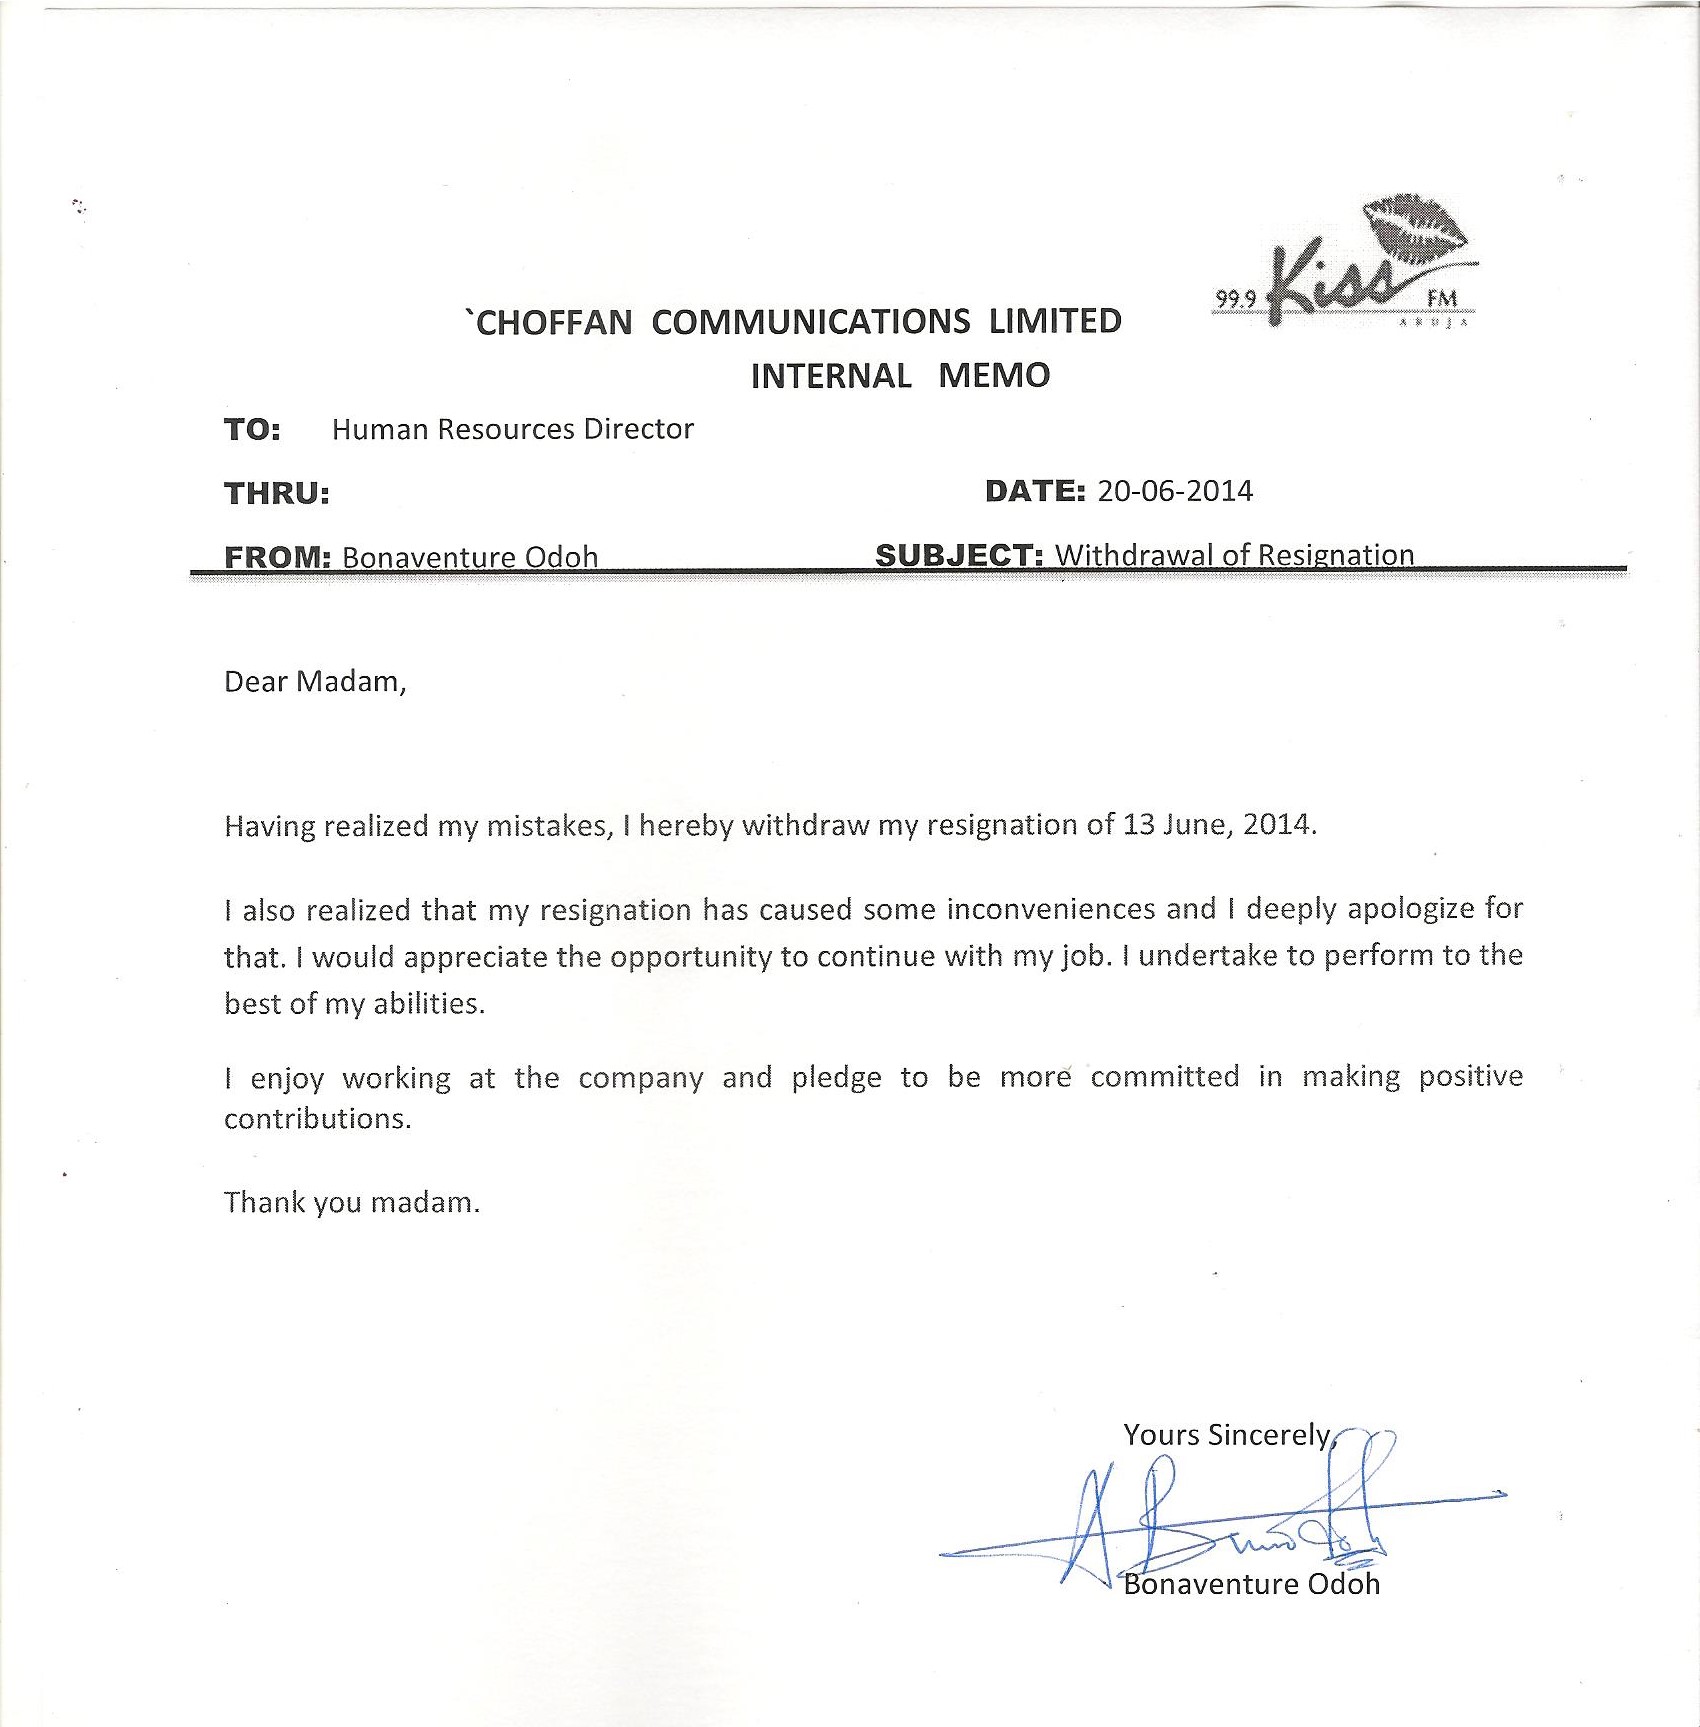 99.9 Kiss FM
ABUJA
`CHOFFAN COMMUNICATIONS LIMITED
INTERNAL MEMO
TO: Human Resources Director
THRU: DATE: 20-06-2014
FROM: Bonaventure Odoh SUBJECT: Withdrawal of Resignation
Dear Madam,
Having realized my mistakes, I hereby withdraw my resignation of 13 June, 2014.
I also realized that my resignation has caused some inconveniences and I deeply apologize for
that. I would appreciate the opportunity to continue with my job. I undertake to perform to the
best of my abilities.
I enjoy working at the company and pledge to be more committed in making positive
contributions.
Thank you madam.
Yours Sincerely,
Bonaventure Odoh